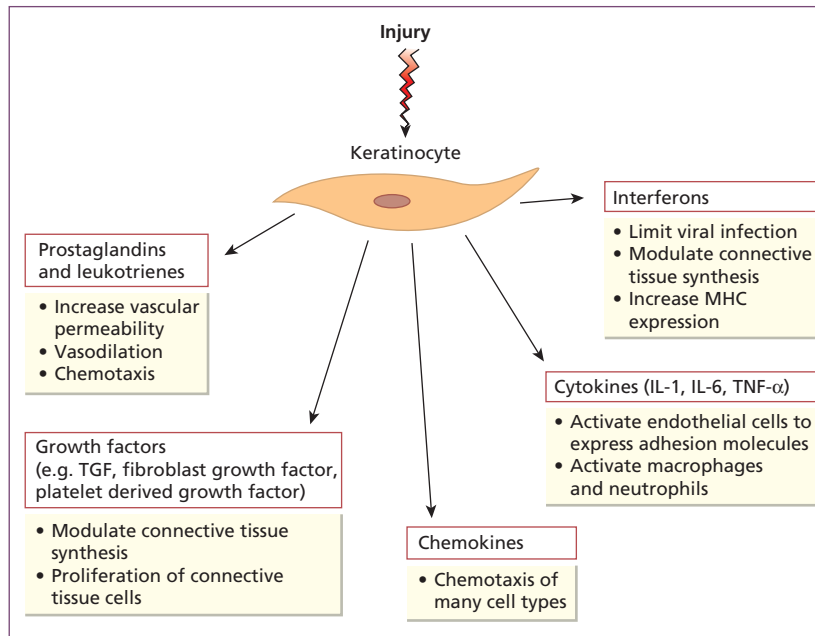 Injury
Keratinocyte
Prostaglandins
and leukotrienes
• Increase vascular
permeability
• Vasodilation
• Chemotaxis
Growth factors
(e.g. TGF, fibroblast growth factor,
platelet derived growth factor)
• Modulate connective tissue
synthesis
• Proliferation of connective
tissue cells
Chemokines
• Chemotaxis of
many cell types
Cytokines (IL-1, IL-6, TNF-α)
• Activate endothelial cells to
express adhesion molecules
• Activate macrophages
and neutrophils
Interferons
• Limit viral infection
• Modulate connective
tissue synthesis
• Increase MHC
expression